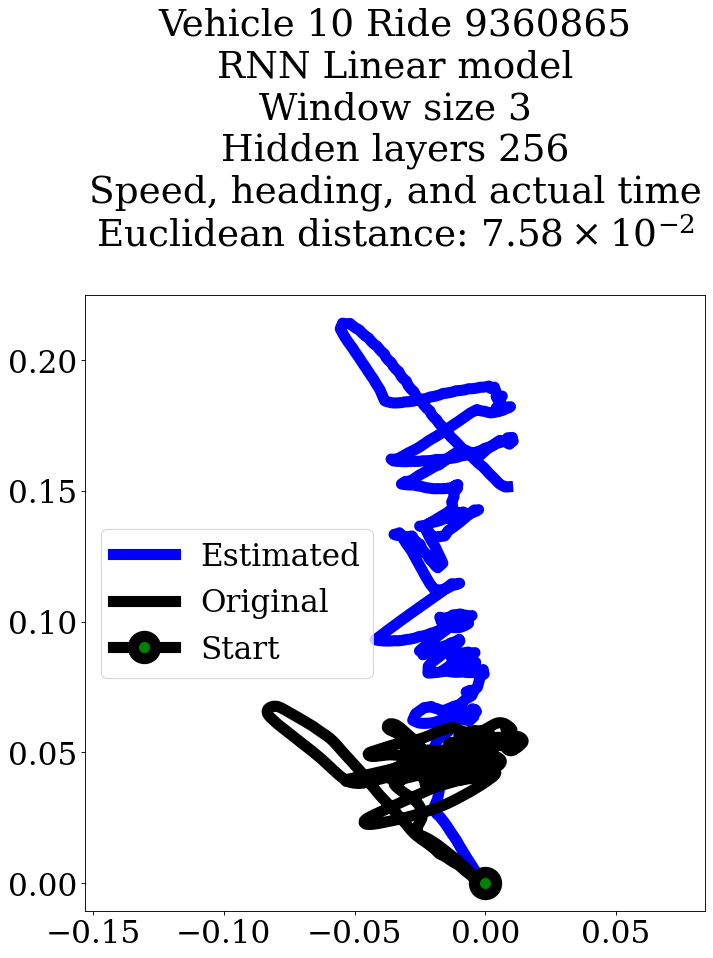 Vehicle 10 Ride 9360865
RNN Linear model
Window size 3
Hidden layers 256
Speed, heading, and actual time
Euclidean distance: 7.58 × 10⁻²
0.20
0.15
0.10
0.05
0.00
Estimated
Original
Start
−0.15 −0.10 −0.05 0.00 0.05